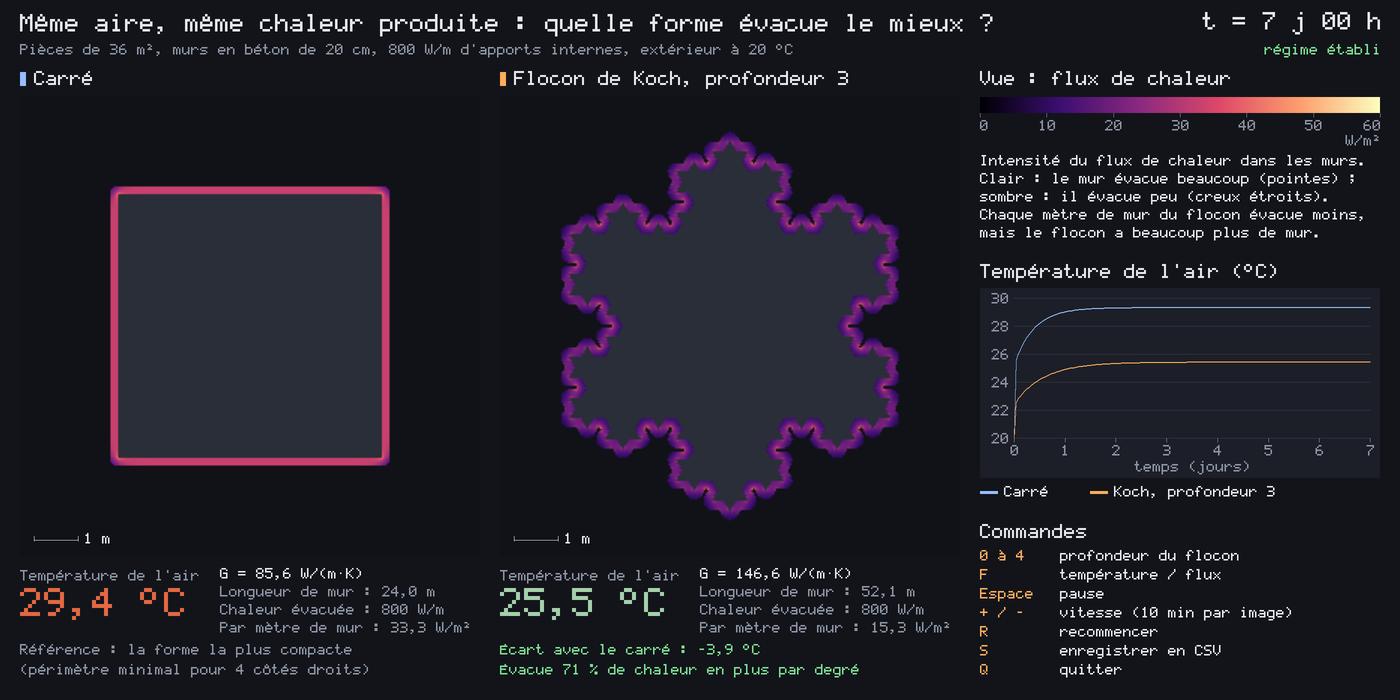 Même aire, même chaleur produite : quelle forme évacue le mieux ?
t = 7 j 00 h
Pièces de 36 m², murs en béton de 20 cm, 800 W/m d'apports internes, extérieur à 20 °C
régime établi
Carré
1 m
Température de l'air
29,4 °C
G = 85,6 W/(m·K)
Longueur de mur : 24,0 m
Chaleur évacuée : 800 W/m
Par mètre de mur : 33,3 W/m²
Référence : la forme la plus compacte
(périmètre minimal pour 4 côtés droits)
Flocon de Koch, profondeur 3
1 m
Température de l'air
25,5 °C
G = 146,6 W/(m·K)
Longueur de mur : 52,1 m
Chaleur évacuée : 800 W/m
Par mètre de mur : 15,3 W/m²
Écart avec le carré : -3,9 °C
Évacue 71 % de chaleur en plus par degré
Vue : flux de chaleur
0 10 20 30 40 50 60
W/m²
Intensité du flux de chaleur dans les murs.
Clair : le mur évacue beaucoup (pointes) ;
sombre : il évacue peu (creux étroits).
Chaque mètre de mur du flocon évacue moins,
mais le flocon a beaucoup plus de mur.
Température de l'air (°C)
30
28
26
24
22
20
0 1 2 3 4 5 6 7
temps (jours)
Carré
Koch, profondeur 3
Commandes
0 à 4 profondeur du flocon
F température / flux
Espace pause
+ / - vitesse (10 min par image)
R recommencer
S enregistrer en CSV
Q quitter